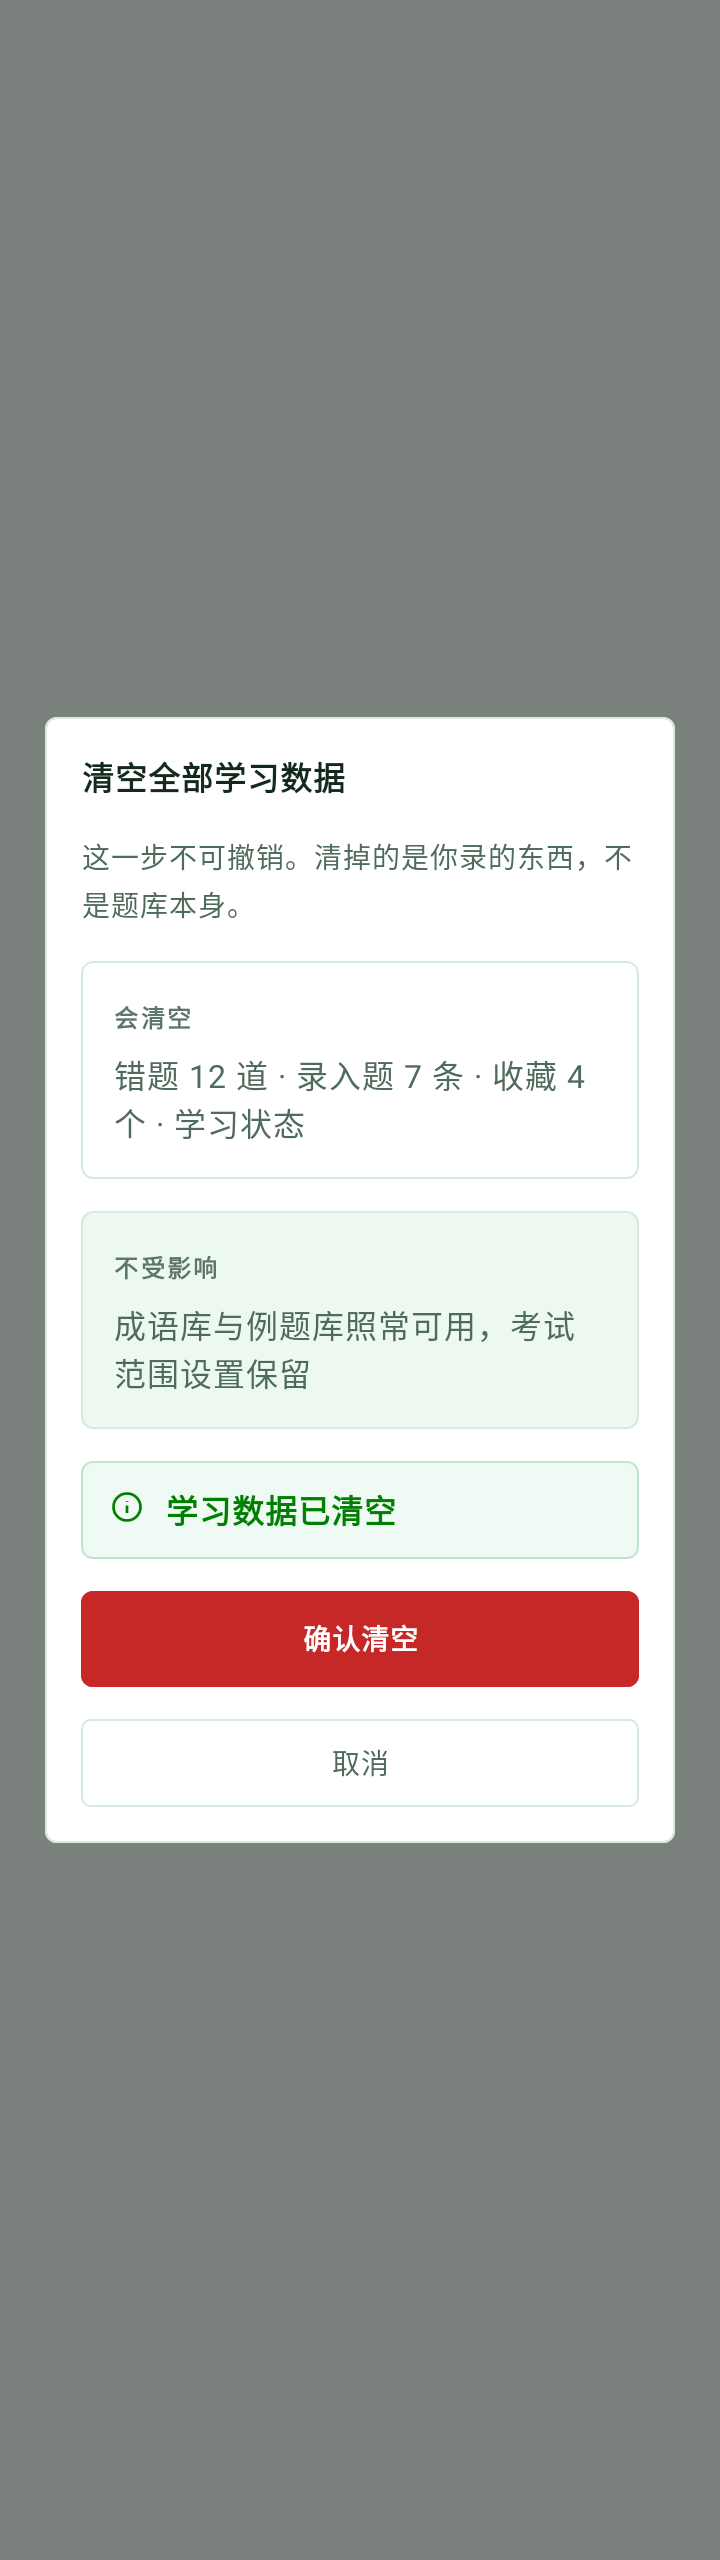 清空全部学习数据
这一步不可撤销。清掉的是你录的东西，不
是题库本身。
会清空
错题 12 道 · 录入题 7 条 · 收藏 4
个 · 学习状态
不受影响
成语库与例题库照常可用，考试
范围设置保留
学习数据已清空
确认清空
取消